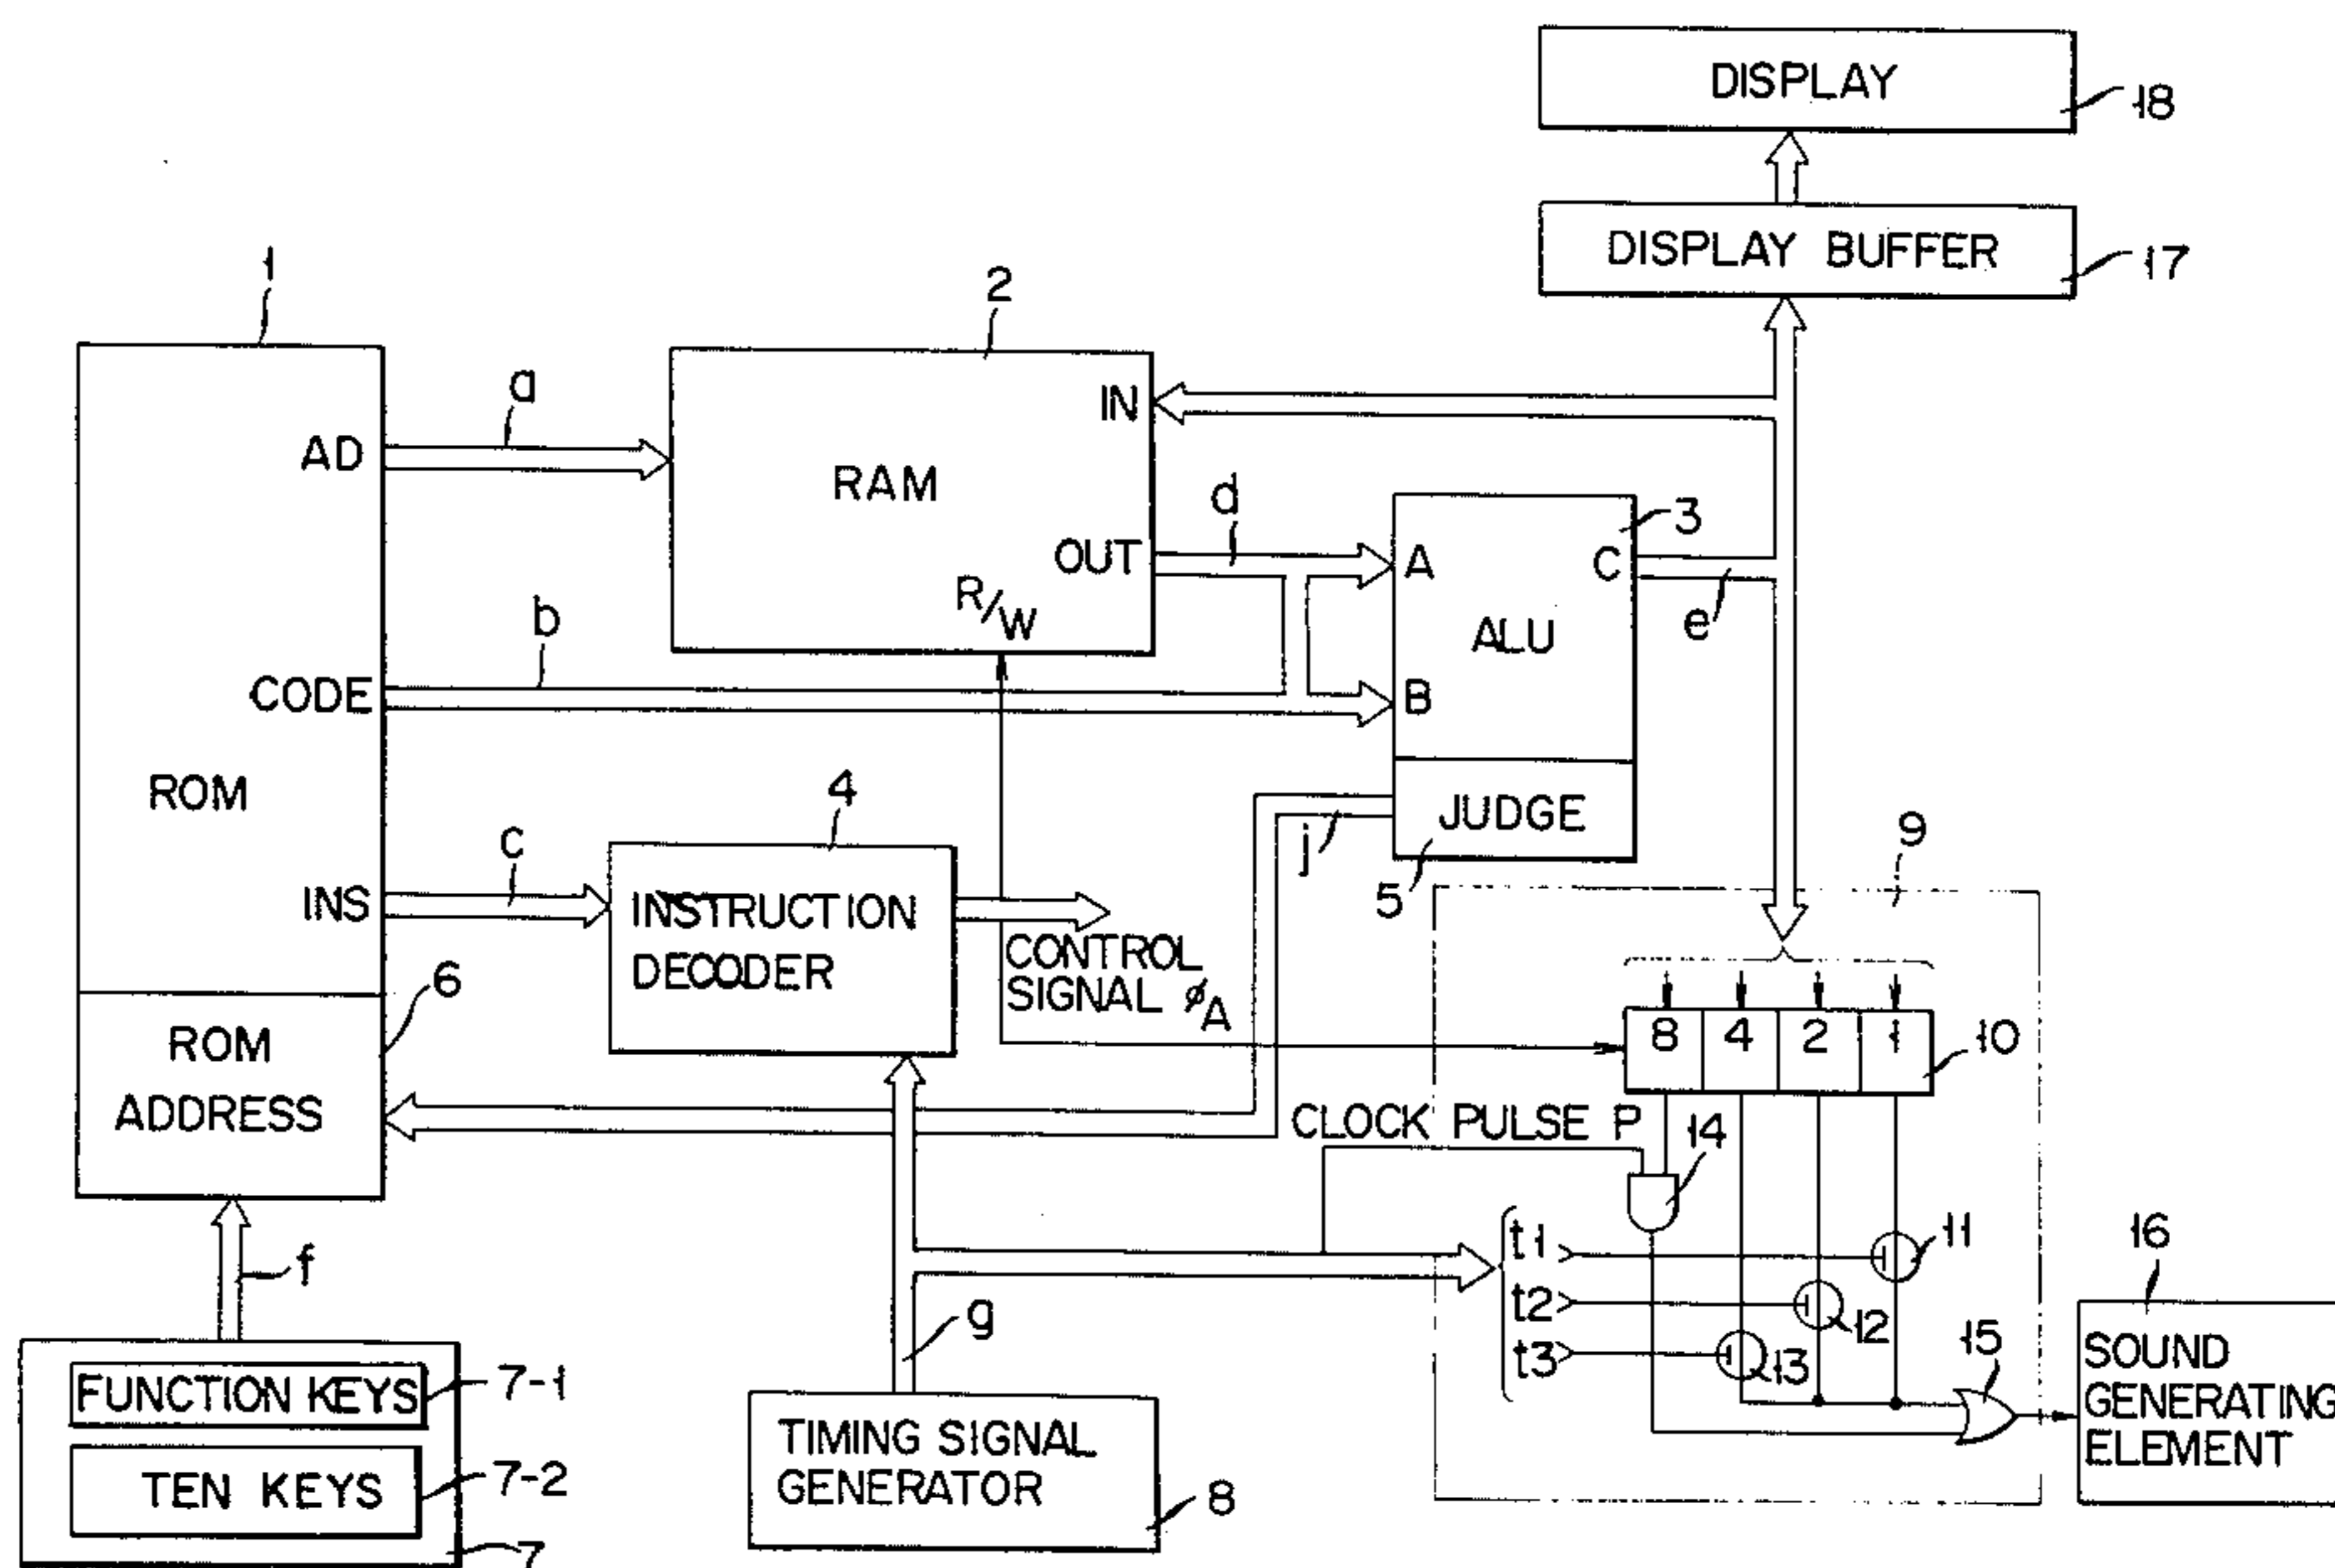 DISPLAY
18
DISPLAY BUFFER
17
1
2
a
AD
IN
RAM
d
3
OUT
A
C
R/W
b
ALU
e
CODE
B
ROM
4
JUDGE
j
5
9
c
INS
INSTRUCTION
DECODER
CONTROL
SIGNAL øA
6
ROM
ADDRESS
8 4 2 1
10
CLOCK PULSE P
14
t1
11
t2
12
t3
13
f
g
15
16
SOUND
GENERATING
ELEMENT
FUNCTION KEYS
7-1
TEN KEYS
7-2
7
TIMING SIGNAL
GENERATOR
8